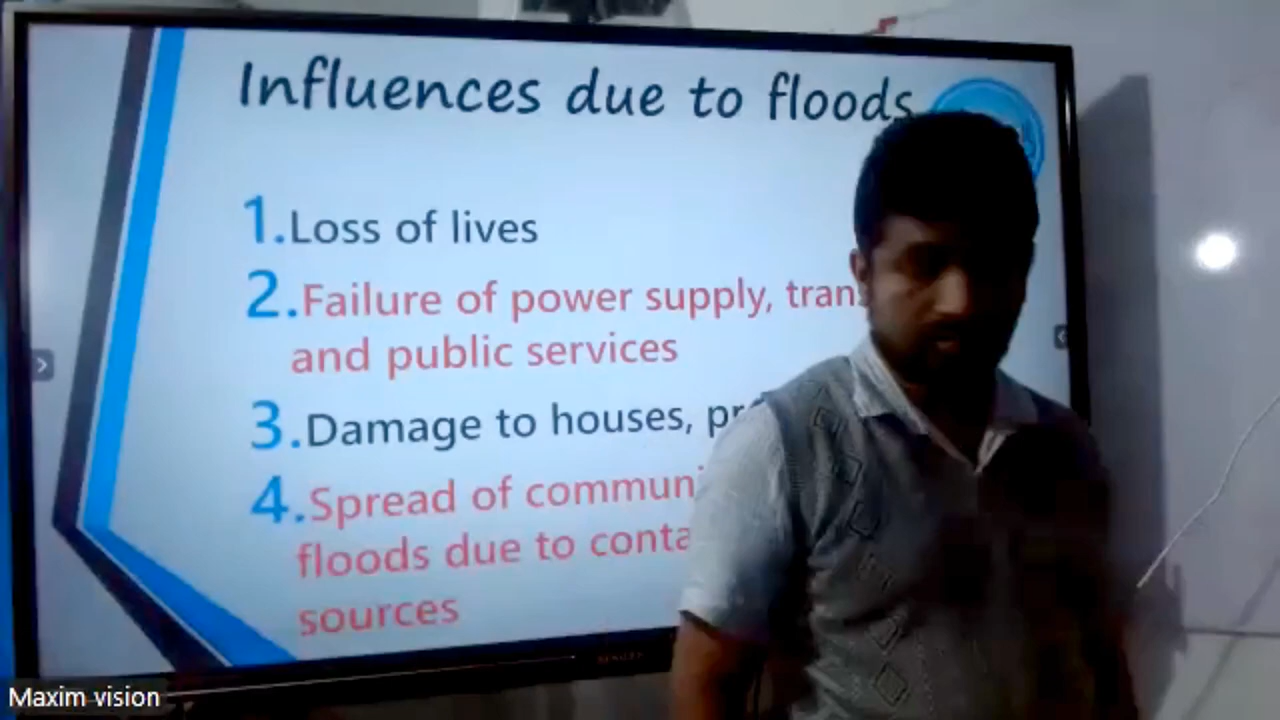 Influences due to floods
1. Loss of lives
2. Failure of power supply,
and public services
3. Damage to houses,
4. Spread of
floods due to
sources
Maxim vision